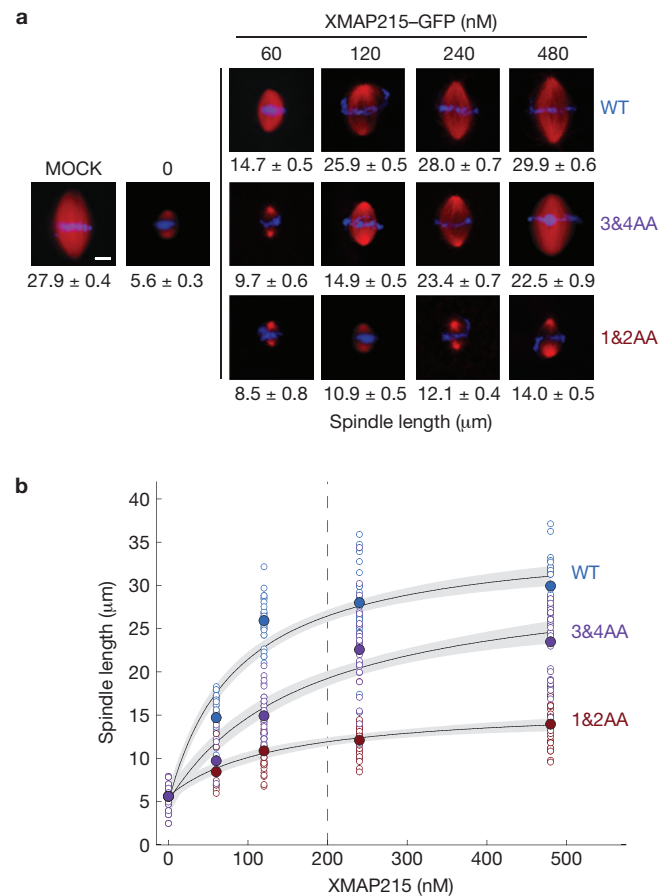 a
XMAP215–GFP (nM)
60 120 240 480
WT
14.7 ± 0.5 25.9 ± 0.5 28.0 ± 0.7 29.9 ± 0.6
MOCK 0
27.9 ± 0.4 5.6 ± 0.3
3&4AA
9.7 ± 0.6 14.9 ± 0.5 23.4 ± 0.7 22.5 ± 0.9
1&2AA
8.5 ± 0.8 10.9 ± 0.5 12.1 ± 0.4 14.0 ± 0.5
Spindle length (μm)
b
Spindle length (μm)
40
35
30
25
20
15
10
5
0
WT
3&4AA
1&2AA
0 100 200 300 400 500
XMAP215 (nM)